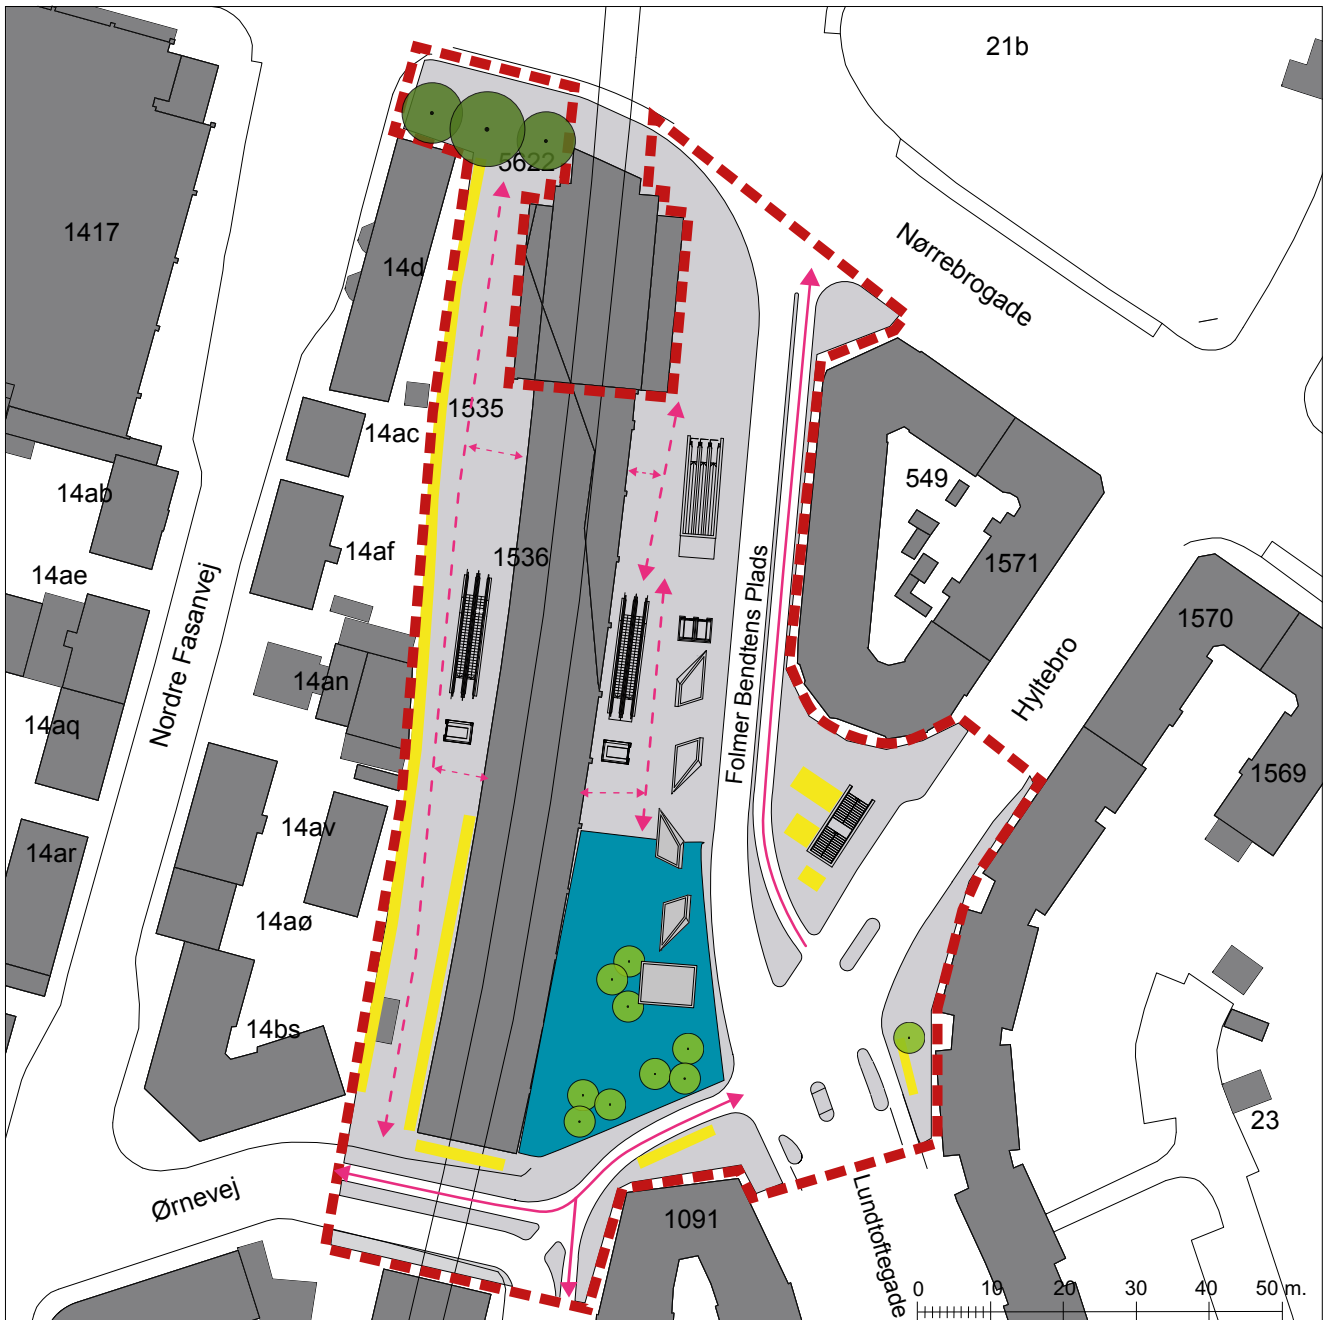 21b
5622
1417
Nørrebrogade
14d
1535
14ac
549
14ab
14af
1536
1571
14ae
Nordre Fasanvej
Folmer Bendtens Plads
1570
14an
Hyltebro
14aq
1569
14av
14ar
14aø
14bs
23
Ørnevej
1091
Lundtoftegade
0 10 20 30 40 50 m.